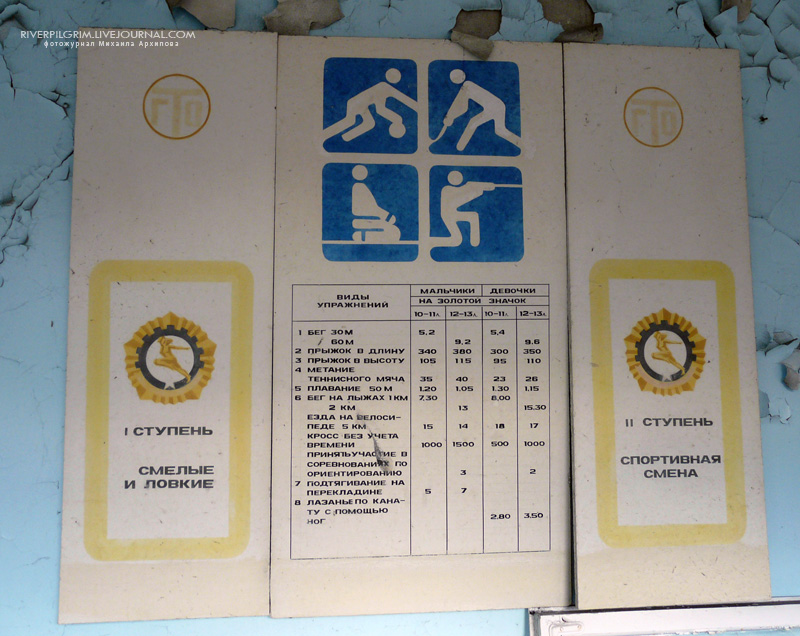 RIVERPILGRIM.LIVEJOURNAL.COM
фотожурнал Михаила Архипова
ГТО
ГТО
ВИДЫ УПРАЖНЕНИЙ
МАЛЬЧИКИ ДЕВОЧКИ
НА ЗОЛОТОЙ ЗНАЧОК
10-11л. 12-13л. 10-11л. 12-13л.
1 БЕГ 30М 5,2 5,4
60М 9,2 9.6
2 ПРЫЖОК В ДЛИНУ 340 380 300 350
3 ПРЫЖОК В ВЫСОТУ 105 115 95 110
4 МЕТАНИЕ
ТЕННИСНОГО МЯЧА 35 40 23 26
5 ПЛАВАНИЕ 50М 1.20 1.05 1.30 1.15
6 БЕГ НА ЛЫЖАХ 1КМ 7,30 8,00
2 КМ 13 15.30
ЕЗДА НА ВЕЛОСИ-
ПЕДЕ 5 КМ 15 14 18 17
КРОСС БЕЗ УЧЕТА
ВРЕМЕНИ 1000 1500 500 1000
ПРИНЯТЬ УЧАСТИЕ В
СОРЕВНОВАНИЯХ ПО
ОРИЕНТИРОВАНИЮ 3 2
7 ПОДТЯГИВАНИЕ НА
ПЕРЕКЛАДИНЕ 5 7
8 ЛАЗАНЬЕ ПО КАНА-
ТУ С ПОМОЩЬЮ 2.80 3.50
НОГ
I СТУПЕНЬ
СМЕЛЫЕ
И ЛОВКИЕ
II СТУПЕНЬ
СПОРТИВНАЯ
СМЕНА